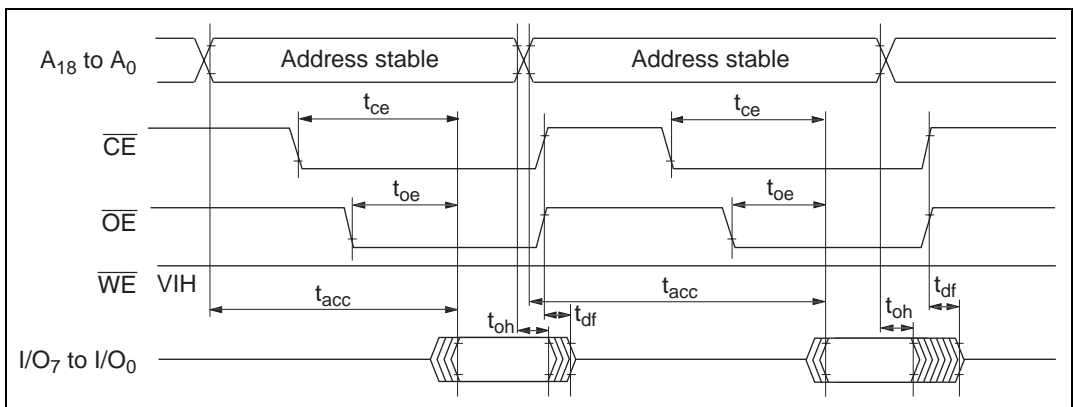 A18 to A0
Address stable
Address stable
tce
tce
CE
toe
toe
OE
WE VIH
tacc
tacc
toh
tdf
toh
tdf
I/O7 to I/O0